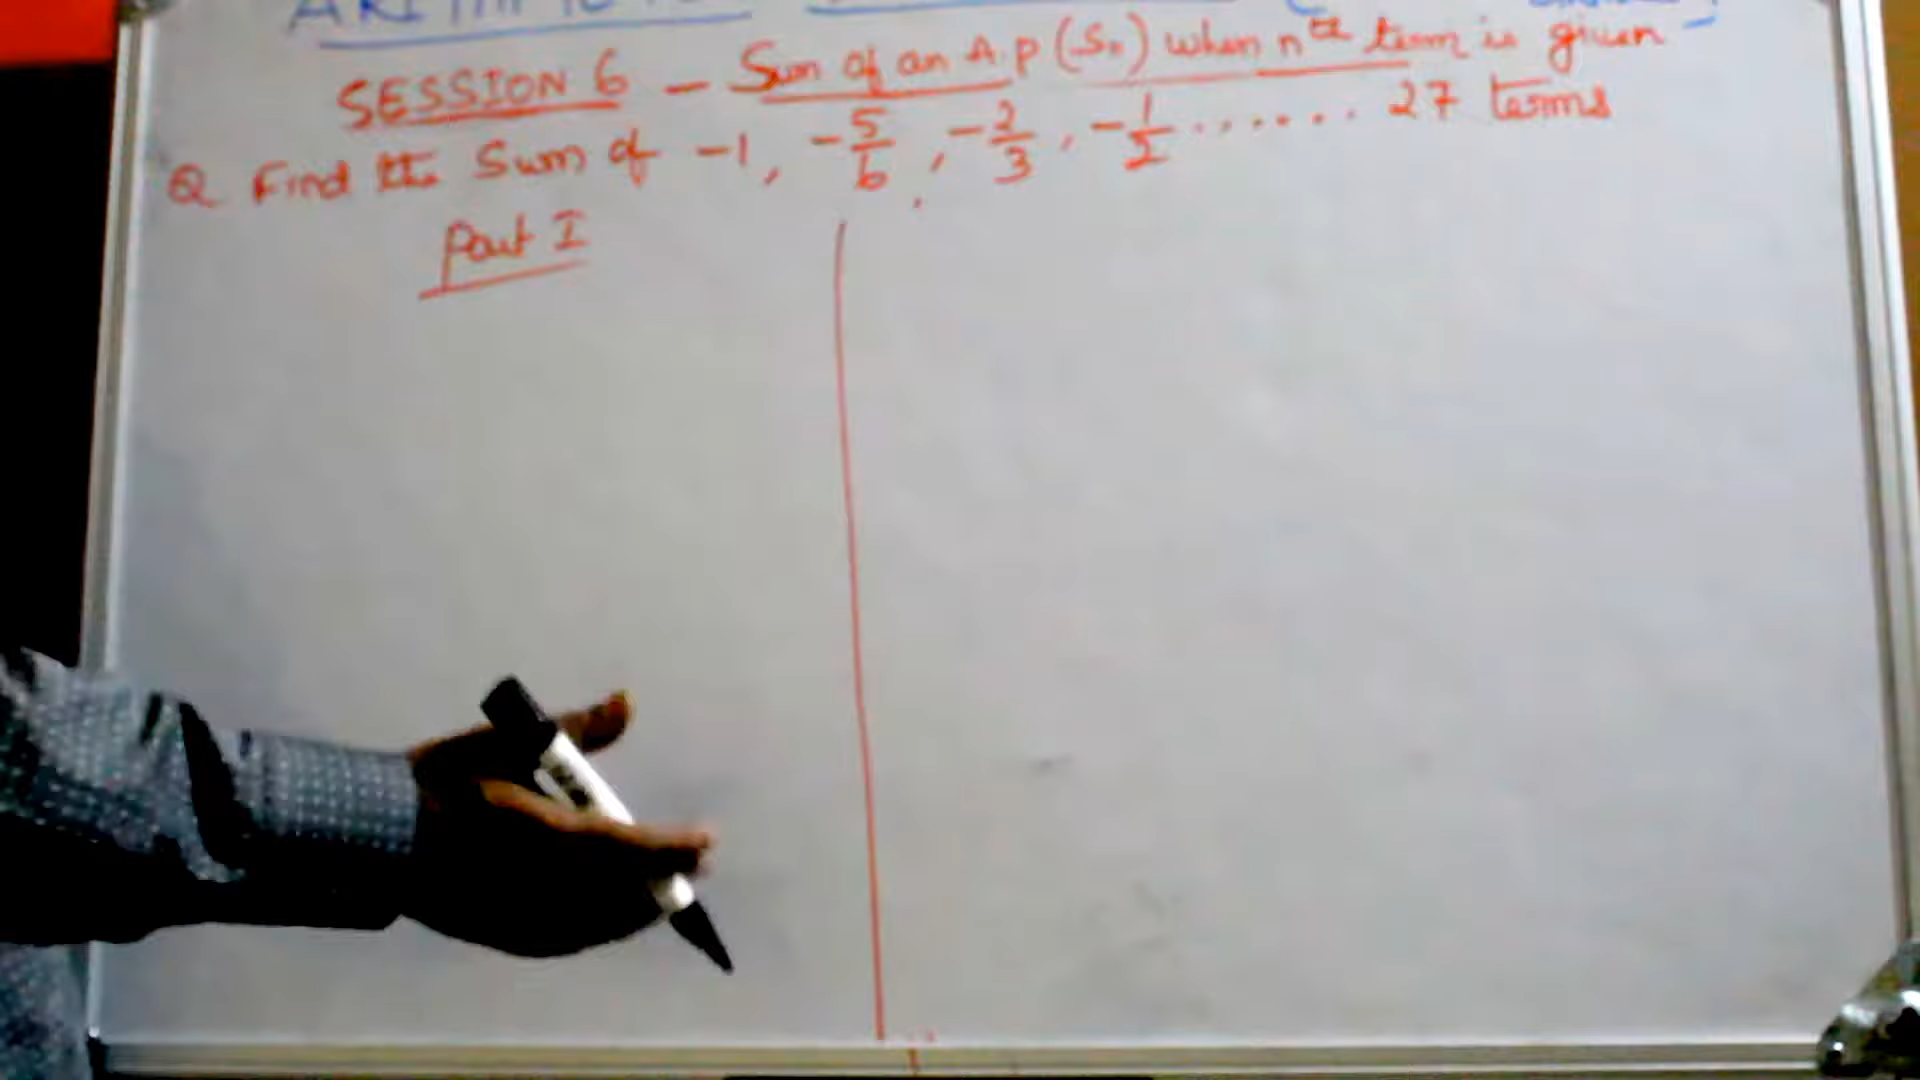 SESSION 6 - Sum of an A.P (Sn) when nth term is given
Q Find the Sum of -1, -5/6, -2/3, -1/2 ...... 27 terms
Part I